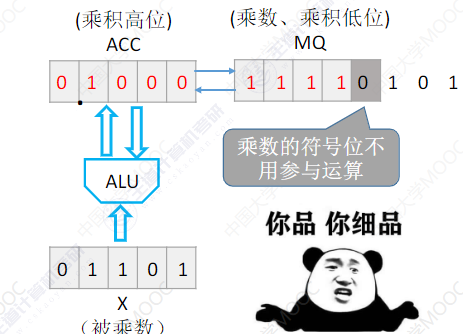 (乘积高位) (乘数、乘积低位)
ACC MQ
0 1 0 0 0 1 1 1 1 0 1 0 1
乘数的符号位不
用参与运算
ALU
你品 你细品
0 1 1 0 1
X
(被乘数)